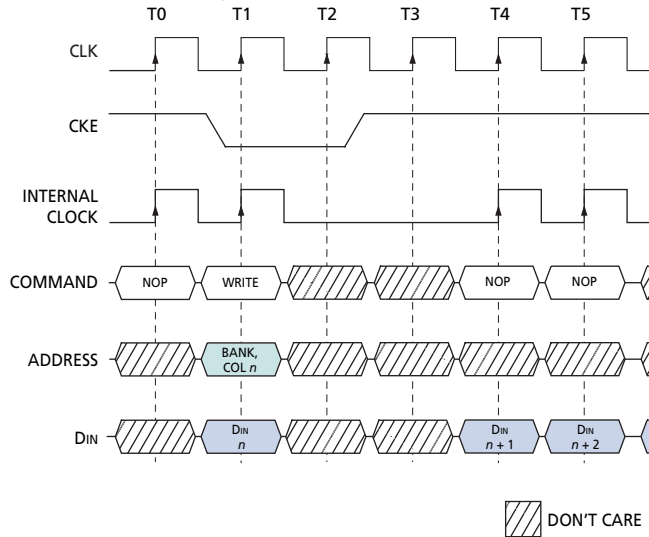 T0 T1 T2 T3 T4 T5
CLK
CKE
INTERNAL
CLOCK
COMMAND NOP WRITE NOP NOP
ADDRESS BANK,
COL n
DIN DIN
n DIN
n + 1 DIN
n + 2
DON'T CARE